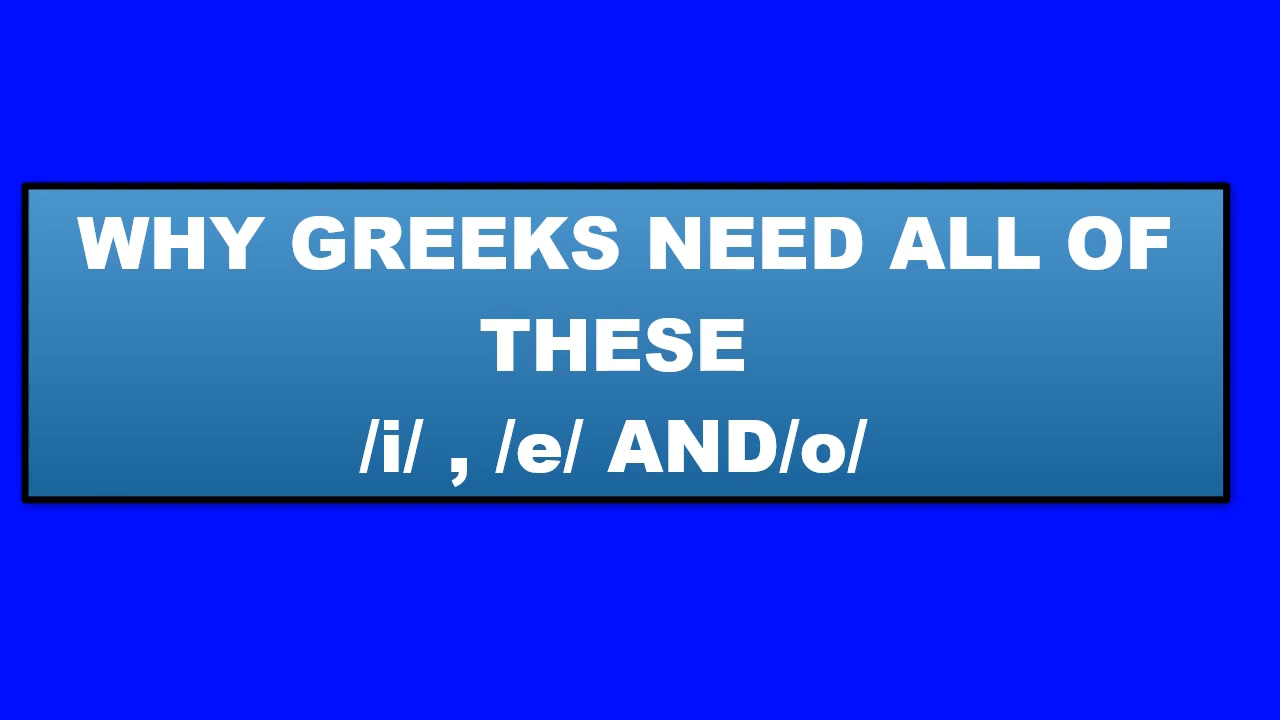 WHY GREEKS NEED ALL OF
THESE
/i/ , /e/ AND/o/